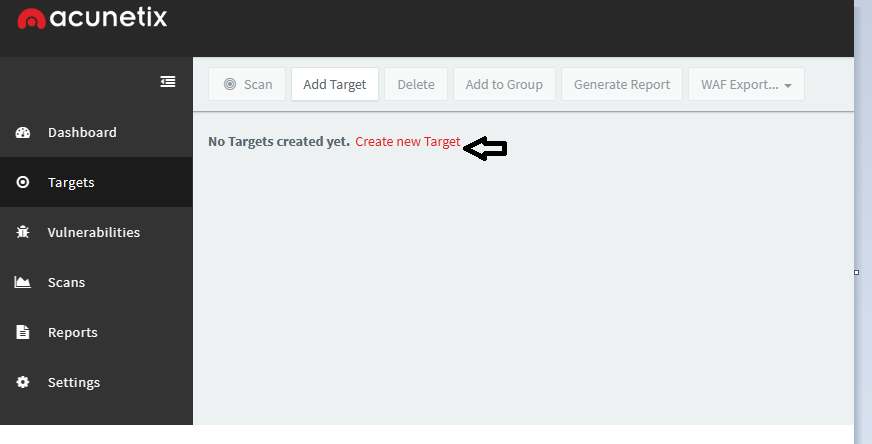 acunetix
Scan Add Target Delete Add to Group Generate Report WAF Export...
Dashboard
No Targets created yet. Create new Target
Targets
Vulnerabilities
Scans
Reports
Settings